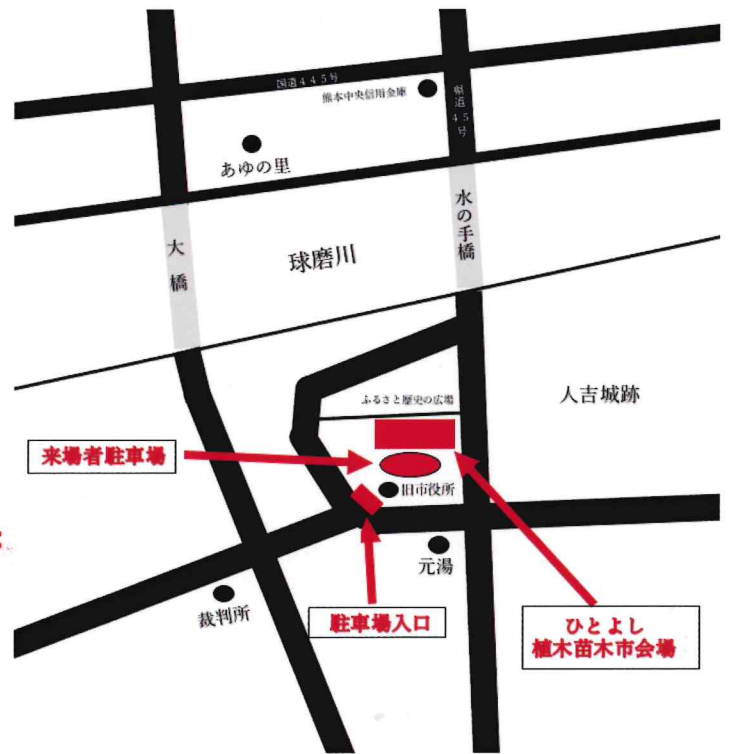 国道445号
熊本中央信用金庫
県道45号
あゆの里
大橋
球磨川
水の手橋
ふるさと歴史の広場
人吉城跡
来場者駐車場
旧市役所
元湯
裁判所
駐車場入口
ひとよし
植木苗木市会場